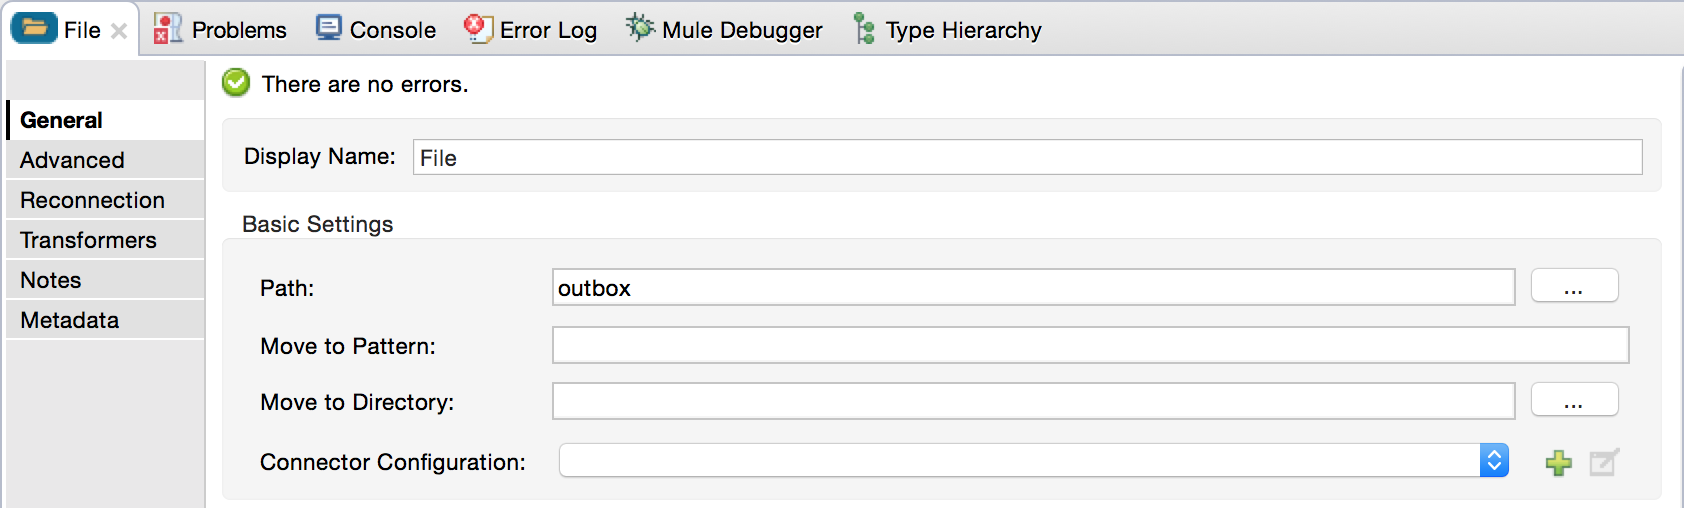 File Problems Console Error Log Mule Debugger Type Hierarchy
There are no errors.
General
Advanced
Reconnection
Transformers
Notes
Metadata
Display Name: File
Basic Settings
Path: outbox ...
Move to Pattern:
Move to Directory: ...
Connector Configuration: